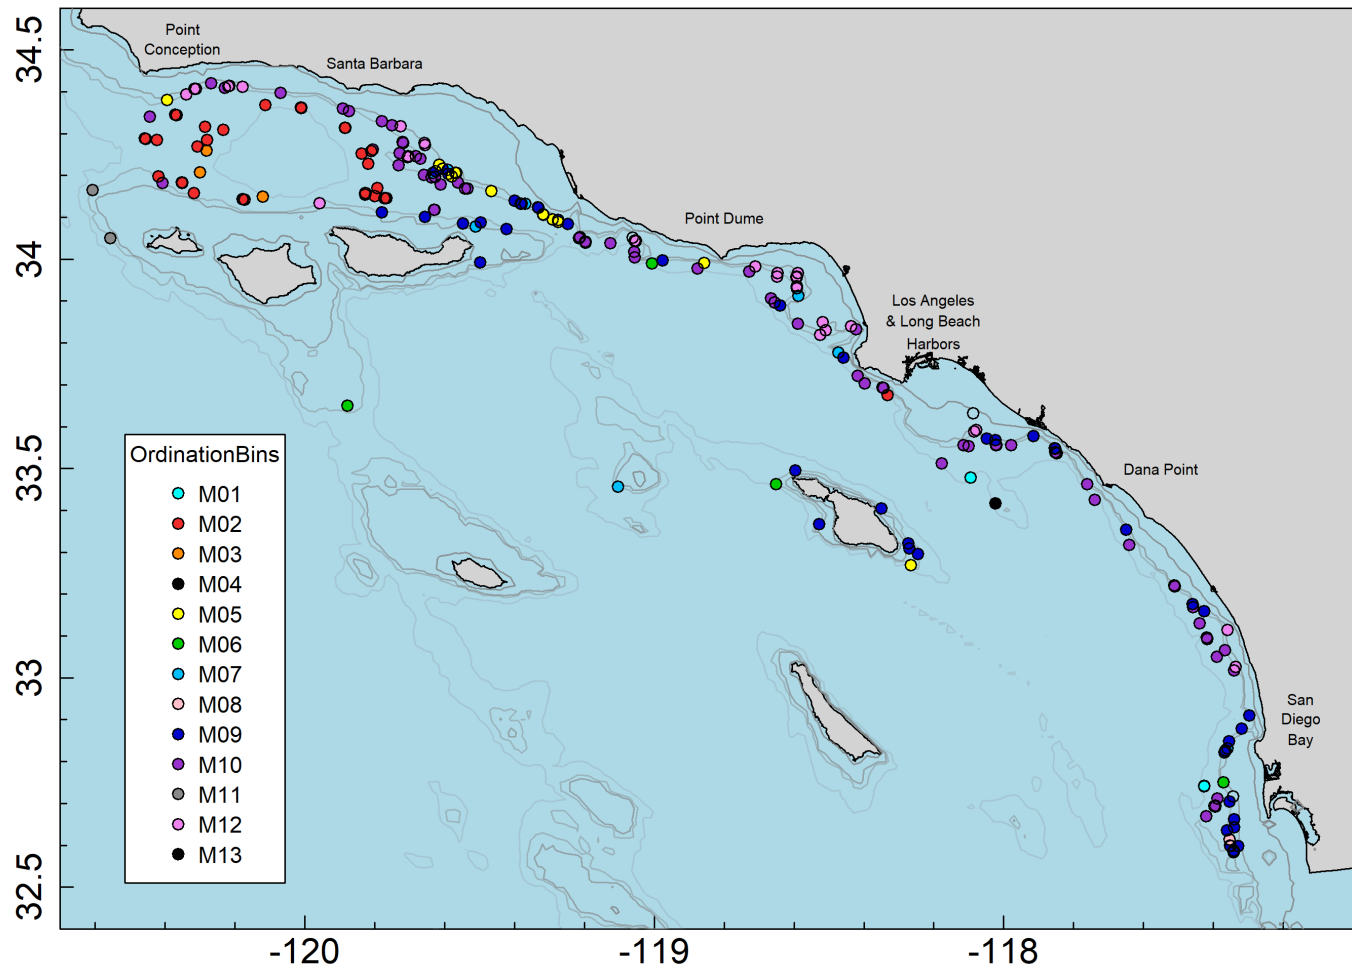 Point
Conception
Santa Barbara
Point Dume
Los Angeles
& Long Beach
Harbors
Dana Point
San
Diego
Bay
OrdinationBins
M01
M02
M03
M04
M05
M06
M07
M08
M09
M10
M11
M12
M13
34.5
34
33.5
33
32.5
-120
-119
-118